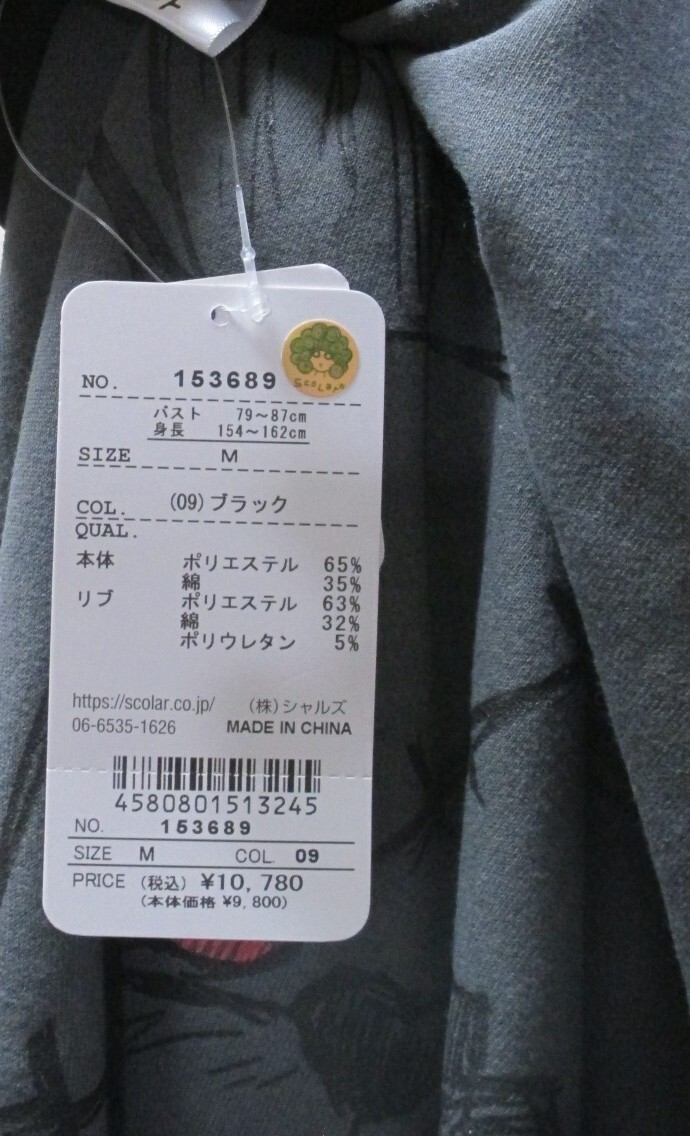 ScoLar
NO. 153689
バスト 79～87cm
身長 154～162cm
SIZE M
COL. (09)ブラック
QUAL.
本体 ポリエステル 65%
綿 35%
リブ ポリエステル 63%
綿 32%
ポリウレタン 5%
https://scolar.co.jp/ (株)シャルズ
06-6535-1626 MADE IN CHINA
4580801513245
NO. 153689
SIZE M COL. 09
PRICE (税込) ¥10,780
(本体価格 ¥9,800)